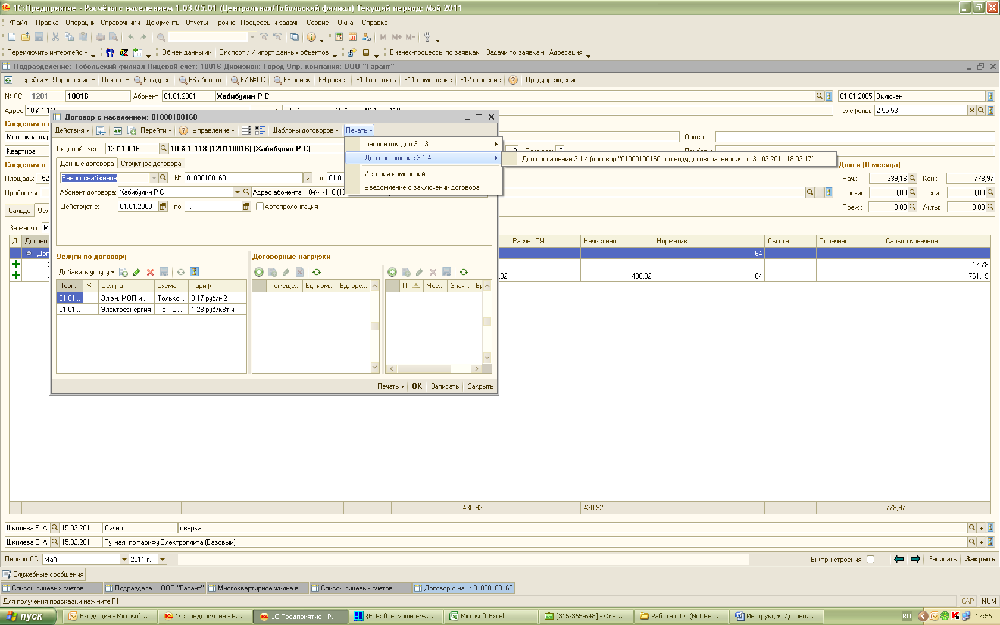 1С:Предприятие - Расчёты с населением 1.03.05.01 (Центральная/Тобольский филиал) Текущий период: Май 2011
Файл Правка Операции Справочники Документы Отчеты Прочие Процессы и задачи Сервис Окна Справка
M M+ M-
Переключить интерфейс Обмен данными Экспорт / Импорт данных объектов Бизнес-процессы по заявкам Задачи по заявкам Адресация
Подразделение: Тобольский филиал Лицевой счет: 10016 Дивизион: Город Упр. компания: ООО "Гарант"
Перейти Управление Печать F5-адрес F6-абонент F7-№ЛС F8-поиск F9-расчет F10-оплатить F11-помещение F12-строение Предупреждение
№ ЛС 1201 10016 Абонент 01.01.2001 Хабибулин Р С 01.01.2005 Включен
Адрес: 10-й-1-118 Телефоны: 2-55-53
Договор с населением: 01000100160
Действия Перейти Управление Шаблоны договоров Печать
Сведения о
Многоквартир Ордер:
Квартира
Лицевой счет: 120110016 10-й-1-118 [120110016] (Хабибулин Р С)
шаблон для доп.3.1.3
Доп.соглашение 3.1.4
Доп.соглашение 3.1.4 (договор "01000100160" по виду договора, версия от 31.03.2011 18:02:17)
История изменений
Уведомление о заключении договора
Сведения о
Данные договора Структура договора
Долги (0 месяца)
Площадь: 52
Энергоснабжение №: 01000100160 от: 01.01
Нач.: 339,16 Кон.: 778,97
Проблемы:
Абонент договора: Хабибулин Р С Адрес абонента: 10-й-1-118 [12
Прочие: 0,00 Пени: 0,00
Действует с: 01.01.2000 по: . . Автопролонгация
Преж.: 0,00 Акты: 0,00
Сальдо Усл
За месяц: М
Д Договор Расчет ПУ Начислено Норматив Льгота Оплачено Сальдо конечное
Дог 64
17,78
92 430,92 64 761,19
Услуги по договору Договорные нагрузки
Добавить услугу
Пери... Ж Услуга Схема Тариф
Помеще... Ед. изм... Ед. вре...
П.. Мес... Знач... Вр
01.01... Эл.эн. МОП и ... Только... 0,17 руб/м2
01.01... Электроэнергия По ПУ, ... 1,28 руб/кВт.ч
Печать OK Записать Закрыть
430,92 430,92 778,97
Шкилева Е. А. 15.02.2011 Лично сверка
Шкилева Е. А. 15.02.2011 Ручная по тарифу Электроплита (Базовый)
Период ЛС: Май 2011 г. Внутри строения Записать Закрыть
Служебные сообщения
Список лицевых счетов Подразделе...: ООО "Гарант" Многоквартирное жильё в ... Список лицевых счетов Договор с на...: 01000100160
Для получения подсказки нажмите F1 CAP NUM
пуск Входящие - Microsof... 1С:Предприятие - Р... 1С:Предприятие - Р... {FTP: ftp-Tyumen-rw... Microsoft Excel [315-365-648] - Окн... Работа с ЛС (Not Re... Инструкция Догово... RU 17:56